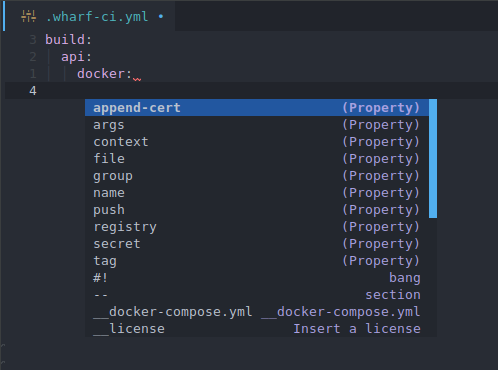 .wharf-ci.yml •
3 build:
2 api:
1 docker:
4
append-cert (Property)
args (Property)
context (Property)
file (Property)
group (Property)
name (Property)
push (Property)
registry (Property)
secret (Property)
tag (Property)
#! bang
-- section
__docker-compose.yml __docker-compose.yml
__license Insert a license